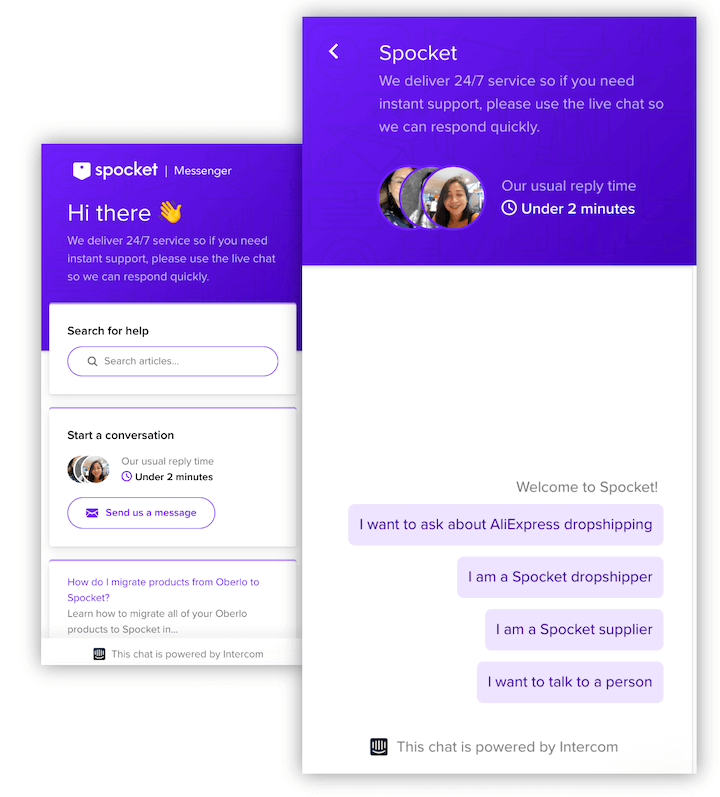 spocket | Messenger
Hi there 👋
We deliver 24/7 service so if you need
instant support, please use the live chat
so we can respond quickly.
Search for help
Search articles...
Start a conversation
Our usual reply time
Under 2 minutes
Send us a message
How do I migrate products from Oberlo to
Spocket?
Learn how to migrate all of your Oberlo
products to Spocket in...
This chat is powered by Intercom
Spocket
We deliver 24/7 service so if you need
instant support, please use the live chat so
we can respond quickly.
Our usual reply time
Under 2 minutes
Welcome to Spocket!
I want to ask about AliExpress dropshipping
I am a Spocket dropshipper
I am a Spocket supplier
I want to talk to a person
This chat is powered by Intercom